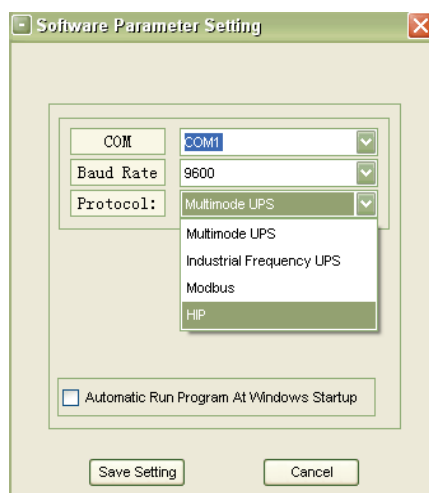 Software Parameter Setting
COM COM1
Baud Rate 9600
Protocol: Multimode UPS
Multimode UPS
Industrial Frequency UPS
Modbus
HIP
Automatic Run Program At Windows Startup
Save Setting Cancel